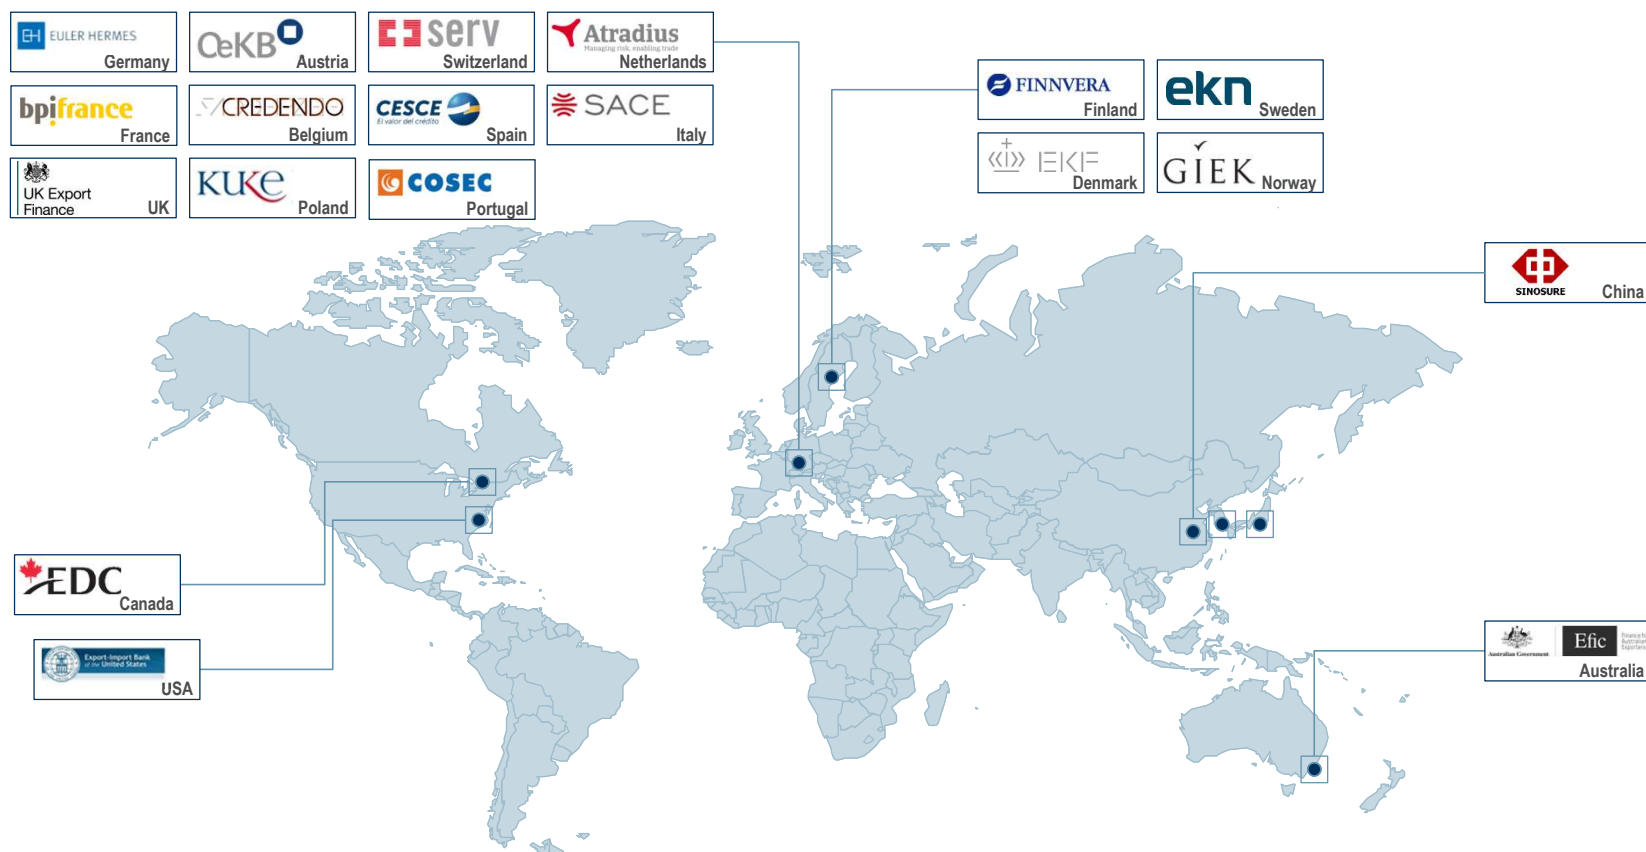 EH EULER HERMES
Germany
OeKB
Austria
serv
Switzerland
Atradius
Managing risk, enabling trade
Netherlands
bpifrance
France
CREDENDO
Belgium
CESCE
El valor del crédito
Spain
SACE
Italy
UK Export
Finance
UK
KUKE
Poland
COSEC
Portugal
FINNVERA
Finland
ekn
Sweden
EKF
Denmark
GIEK
Norway
SINOSURE
China
EDC
Canada
Export-Import Bank
of the United States
USA
Australian Government
Efic
Australia